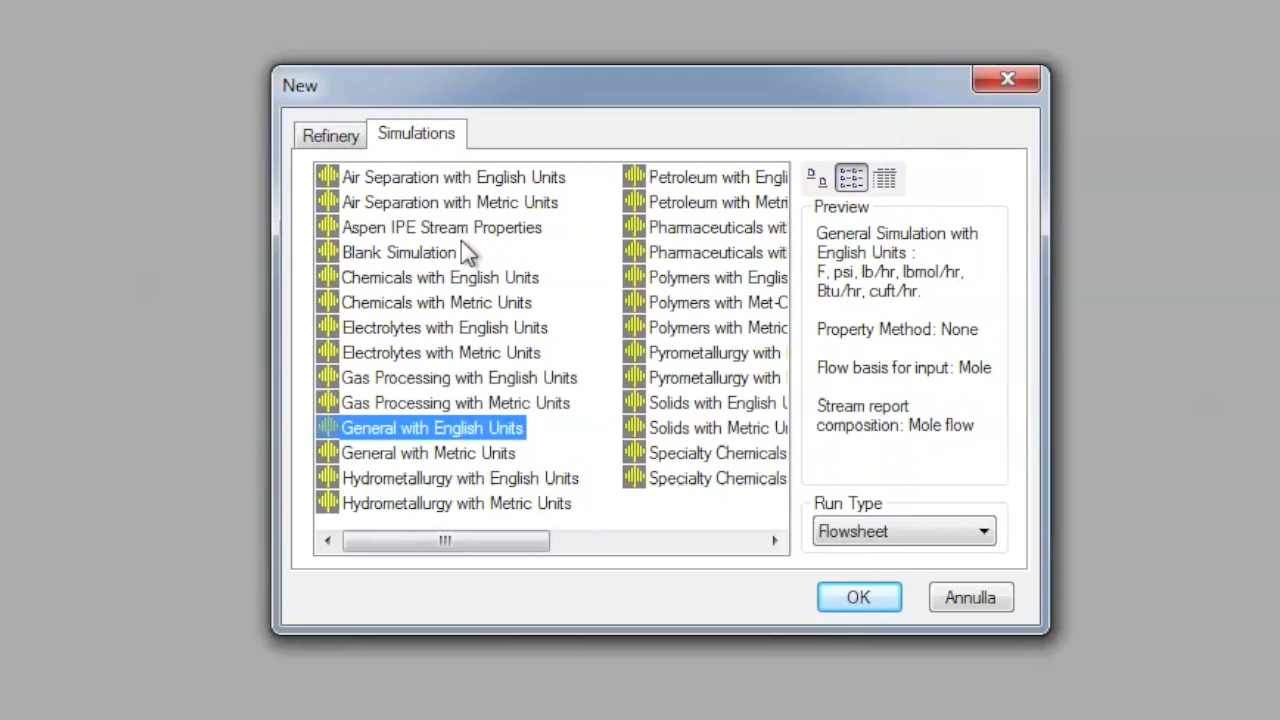 New
Refinery
Simulations
Air Separation with English Units
Air Separation with Metric Units
Aspen IPE Stream Properties
Blank Simulation
Chemicals with English Units
Chemicals with Metric Units
Electrolytes with English Units
Electrolytes with Metric Units
Gas Processing with English Units
Gas Processing with Metric Units
General with English Units
General with Metric Units
Hydrometallurgy with English Units
Hydrometallurgy with Metric Units
Petroleum with Engli
Petroleum with Metri
Pharmaceuticals wit
Pharmaceuticals wit
Polymers with Englis
Polymers with Met-C
Polymers with Metric
Pyrometallurgy with
Pyrometallurgy with
Solids with English U
Solids with Metric Un
Specialty Chemicals
Specialty Chemicals
Preview
General Simulation with
English Units :
F, psi, lb/hr, lbmol/hr,
Btu/hr, cuft/hr.
Property Method: None
Flow basis for input: Mole
Stream report
composition: Mole flow
Run Type
Flowsheet
OK
Annulla